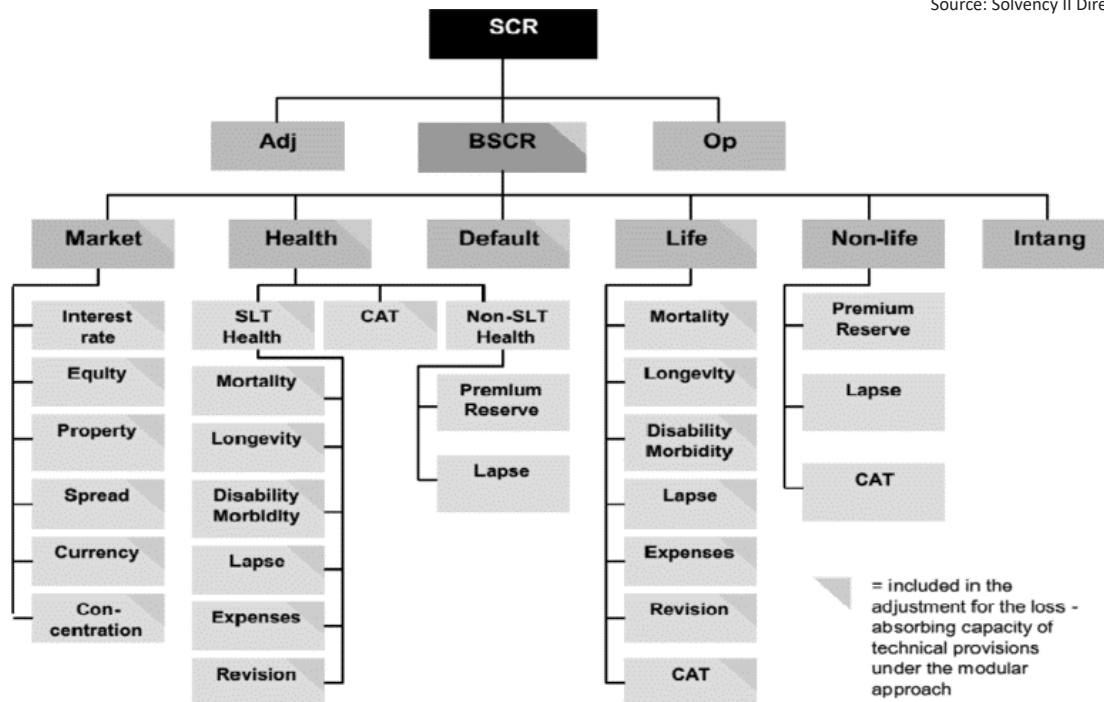 Source: Solvency II Dire
SCR
Adj
BSCR
Op
Market
Health
Default
Life
Non-life
Intang
Interest
rate
Equity
Property
Spread
Currency
Con-
centration
SLT
Health
CAT
Non-SLT
Health
Mortality
Longevity
Disability
Morbidity
Lapse
Expenses
Revision
Premium
Reserve
Lapse
Mortality
Longevity
Disability
Morbidity
Lapse
Expenses
Revision
CAT
Premium
Reserve
Lapse
CAT
= included in the
adjustment for the loss -
absorbing capacity of
technical provisions
under the modular
approach